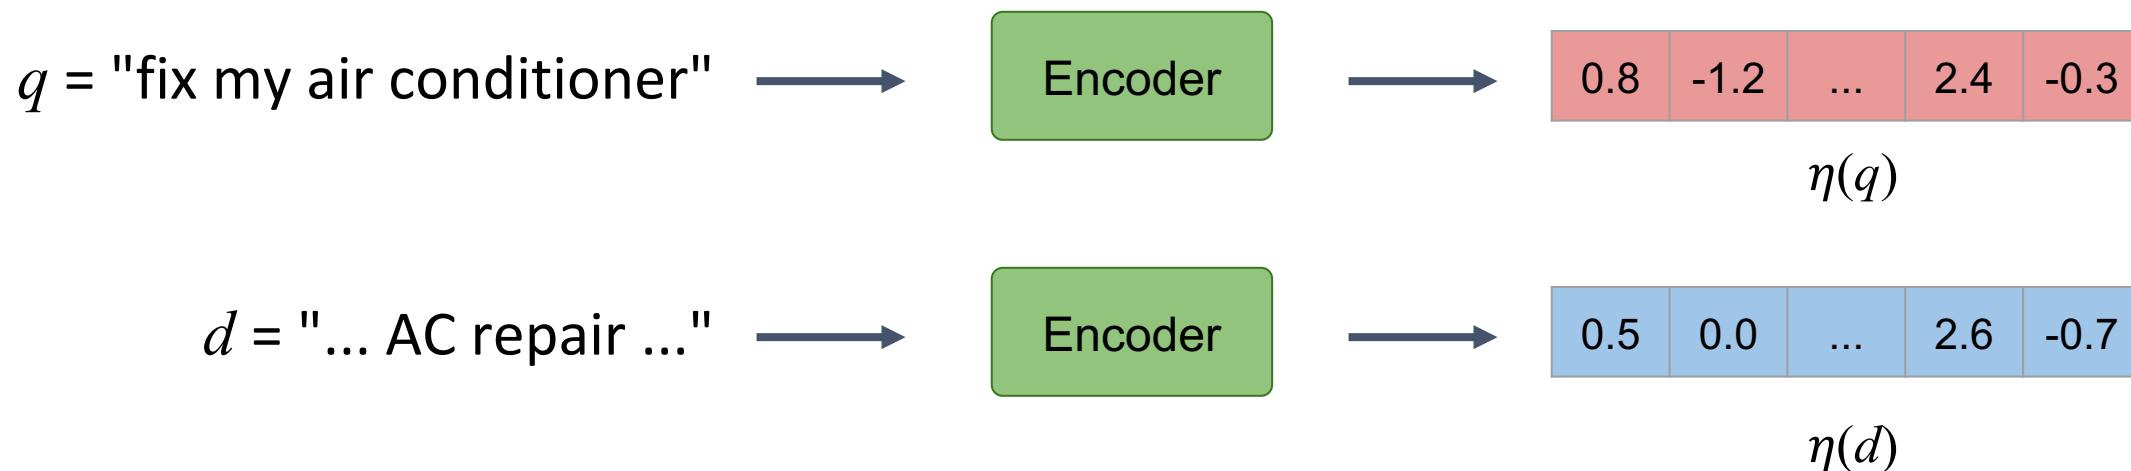 q = "fix my air conditioner" Encoder 0.8 -1.2 ... 2.4 -0.3
η(q)
d = "... AC repair ..." Encoder 0.5 0.0 ... 2.6 -0.7
η(d)